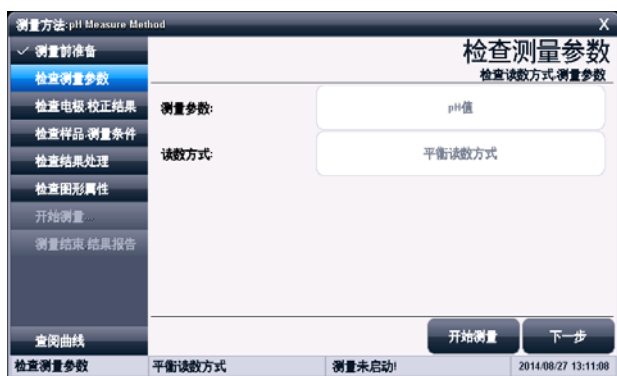 测量方法:pH Measure Method X
✓ 测量前准备
检查测量参数
检查电极·校正结果
检查样品·测量条件
检查结果处理
检查图形属性
开始测量...
测量结束·结果报告
查阅曲线
检查测量参数
检查读数方式·测量参数
测量参数: pH值
读数方式: 平衡读数方式
开始测量 下一步
检查测量参数 平衡读数方式 测量未启动! 2014/08/27 13:11:08